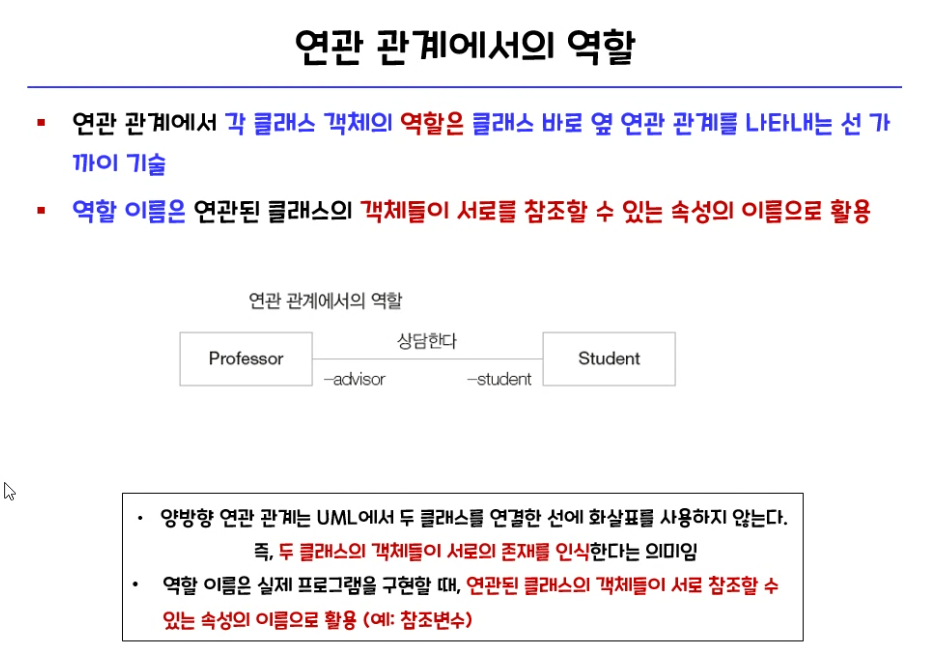 연관 관계에서의 역할
연관 관계에서 각 클래스 객체의 역할은 클래스 바로 옆 연관 관계를 나타내는 선 가
까이 기술
역할 이름은 연관된 클래스의 객체들이 서로를 참조할 수 있는 속성의 이름으로 활용
연관 관계에서의 역할
상담한다
Professor
Student
–advisor
–student
• 양방향 연관 관계는 UML에서 두 클래스를 연결한 선에 화살표를 사용하지 않는다.
즉, 두 클래스의 객체들이 서로의 존재를 인식한다는 의미임
• 역할 이름은 실제 프로그램을 구현할 때, 연관된 클래스의 객체들이 서로 참조할 수
있는 속성의 이름으로 활용 (예: 참조변수)